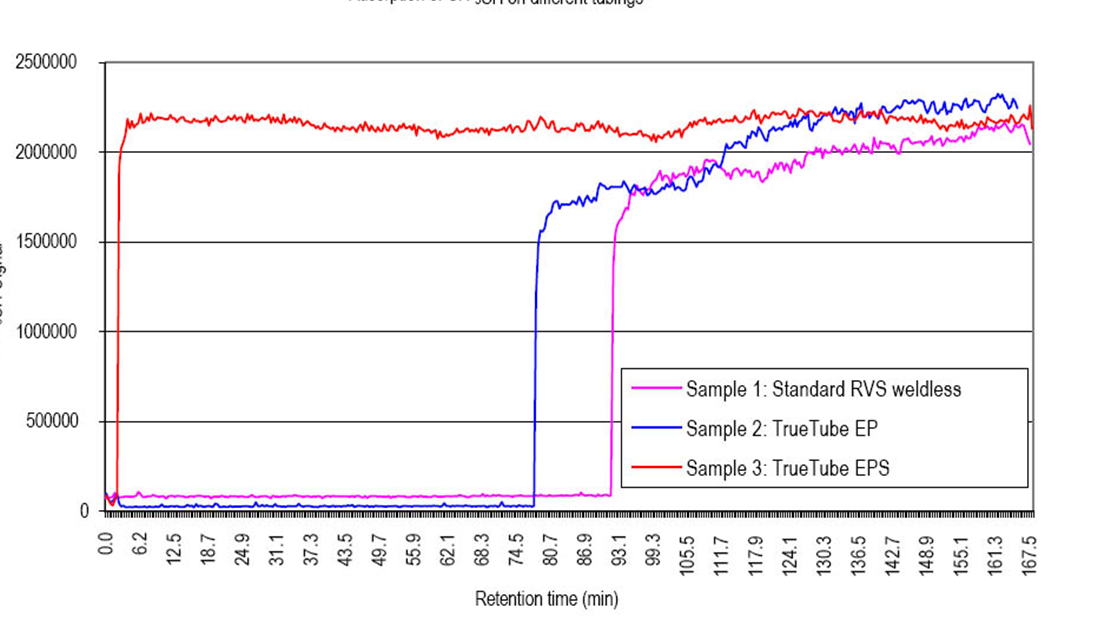 on different tubings
2500000
2000000
1500000
1000000
500000
0
Sample 1: Standard RVS weldless
Sample 2: TrueTube EP
Sample 3: TrueTube EPS
0.0 6.2 12.5 18.7 24.9 31.1 37.3 43.5 49.7 55.9 62.1 68.3 74.5 80.7 86.9 93.1 99.3 105.5 111.7 117.9 124.1 130.3 136.5 142.7 148.9 155.1 161.3 167.5
Retention time (min)